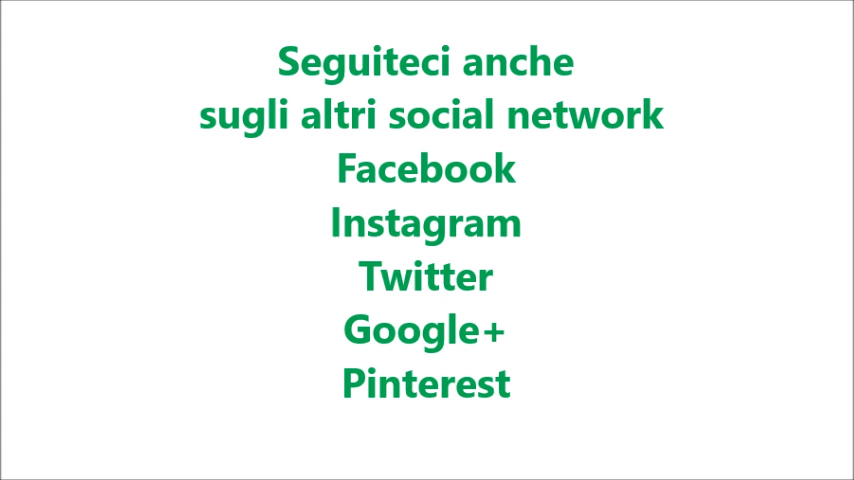 Seguiteci anche
sugli altri social network
Facebook
Instagram
Twitter
Google+
Pinterest